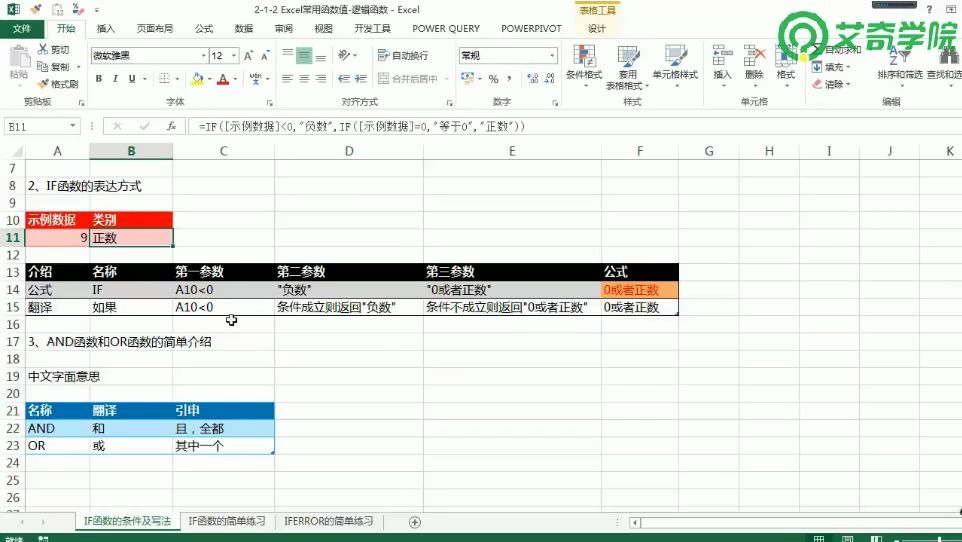 2-1-2 Excel常用函数值-逻辑函数 - Excel
表格工具
文件 开始 插入 页面布局 公式 数据 审阅 视图 开发工具 POWER QUERY POWERPIVOT 设计
艾奇学院
粘贴 剪切 复制 格式刷
微软雅黑 12
B I U
自动换行
合并后居中
常规
条件格式 套用表格格式 单元格样式
插入 删除 格式
自动求和
填充
清除
排序和筛选 查找和选
剪贴板 字体 对齐方式 数字 样式 单元格 编辑
B11 fx =IF([示例数据]<0,"负数",IF([示例数据]=0,"等于0","正数"))
A B C D E F G H I J K
7
8 2、IF函数的表达方式
9
10 示例数据 类别
11 9 正数
12
13 介绍 名称 第一参数 第二参数 第三参数 公式
14 公式 IF A10<0 "负数" "0或者正数" 0或者正数
15 翻译 如果 A10<0 条件成立则返回"负数" 条件不成立则返回"0或者正数" 0或者正数
16
17 3、AND函数和OR函数的简单介绍
18
19 中文字面意思
20
21 名称 翻译 引申
22 AND 和 且，全都
23 OR 或 其中一个
24
25
26
IF函数的条件及写法 IF函数的简单练习 IFERROR的简单练习